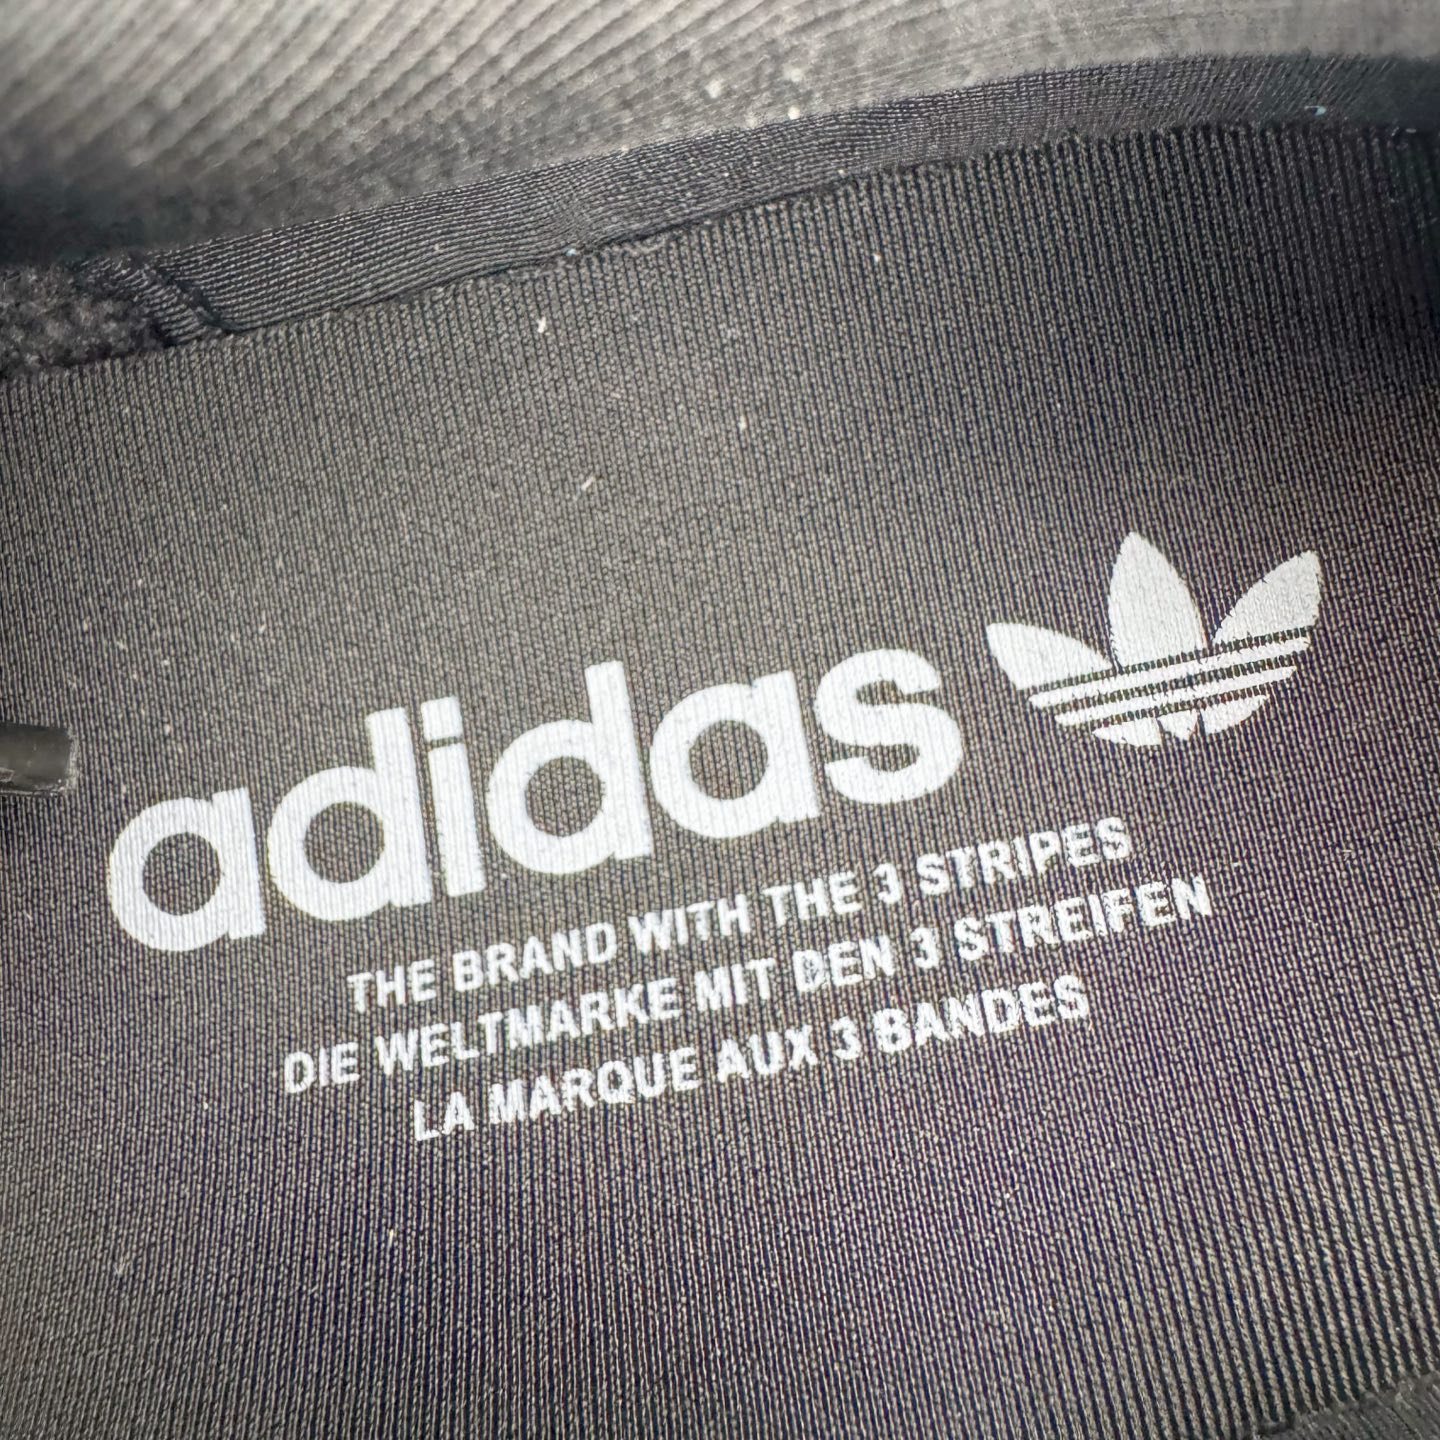 adidas
THE BRAND WITH THE 3 STRIPES
DIE WELTMARKE MIT DEN 3 STREIFEN
LA MARQUE AUX 3 BANDES